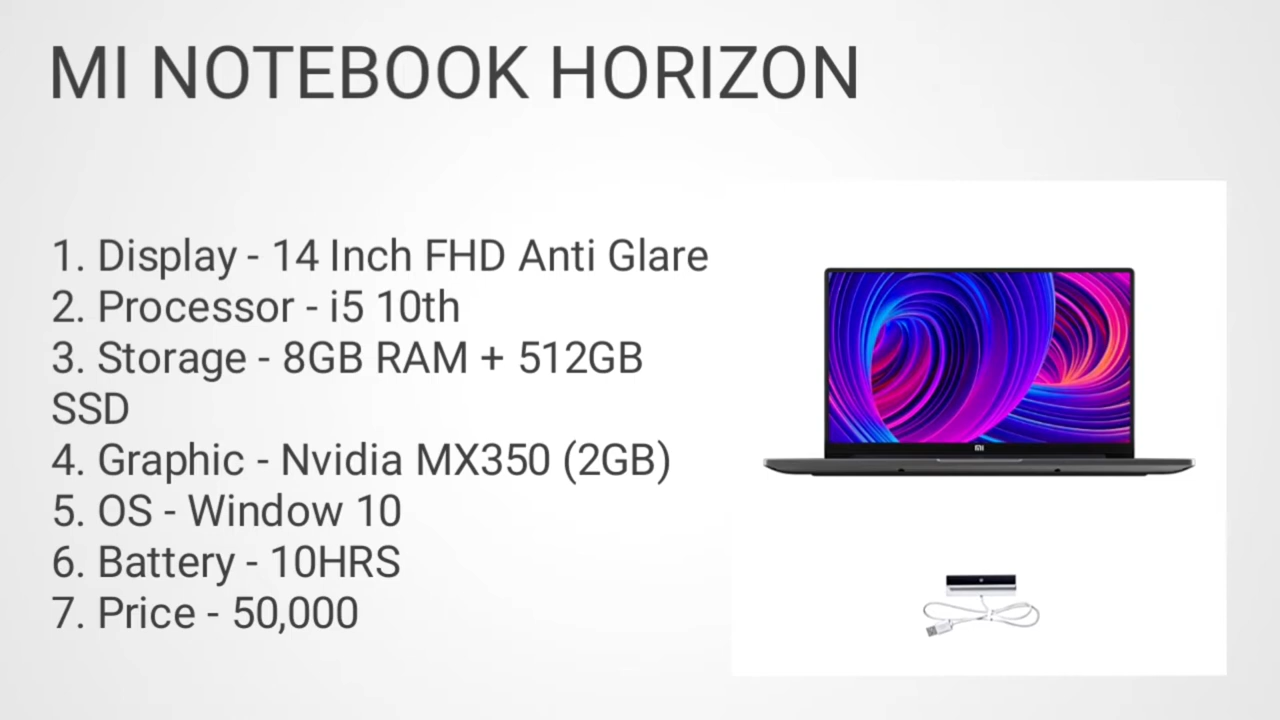 MI NOTEBOOK HORIZON
1. Display - 14 Inch FHD Anti Glare
2. Processor - i5 10th
3. Storage - 8GB RAM + 512GB
SSD
4. Graphic - Nvidia MX350 (2GB)
5. OS - Window 10
6. Battery - 10HRS
7. Price - 50,000
mi